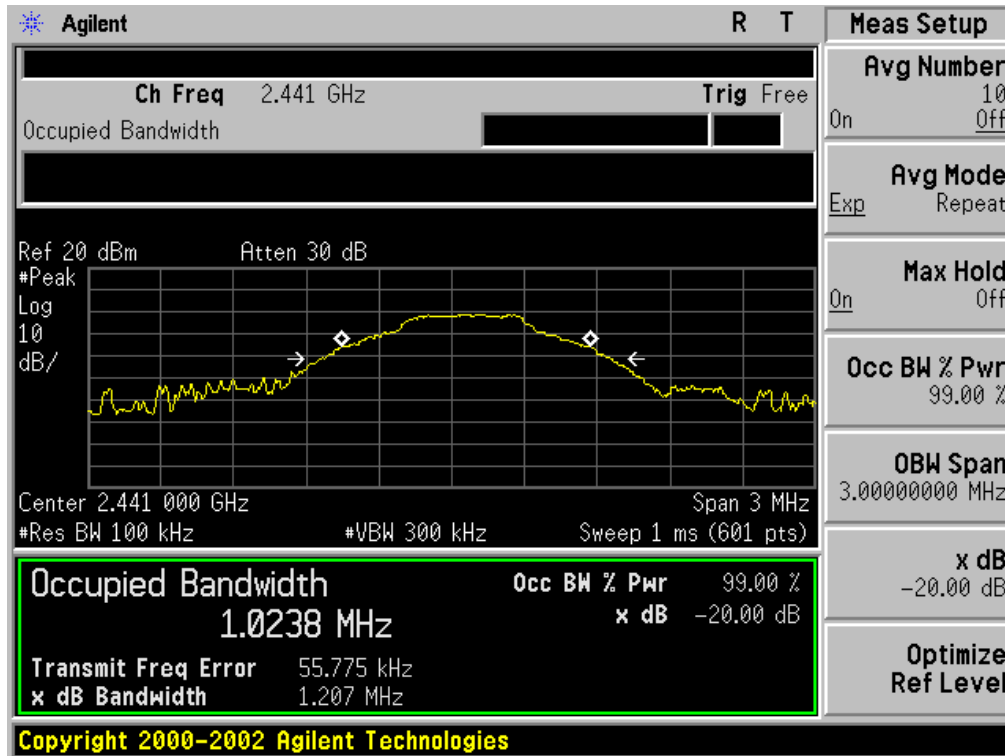 Agilent R T
Ch Freq 2.441 GHz Trig Free
Occupied Bandwidth
Ref 20 dBm Atten 30 dB
#Peak
Log
10
dB/
Center 2.441 000 GHz Span 3 MHz
#Res BW 100 kHz #VBW 300 kHz Sweep 1 ms (601 pts)
Occupied Bandwidth Occ BW % Pwr 99.00 %
1.0238 MHz x dB -20.00 dB
Transmit Freq Error 55.775 kHz
x dB Bandwidth 1.207 MHz
Copyright 2000-2002 Agilent Technologies
Meas Setup
Avg Number
10
On Off
Avg Mode
Exp Repeat
Max Hold
On Off
Occ BW % Pwr
99.00 %
OBW Span
3.00000000 MHz
x dB
-20.00 dB
Optimize
Ref Level